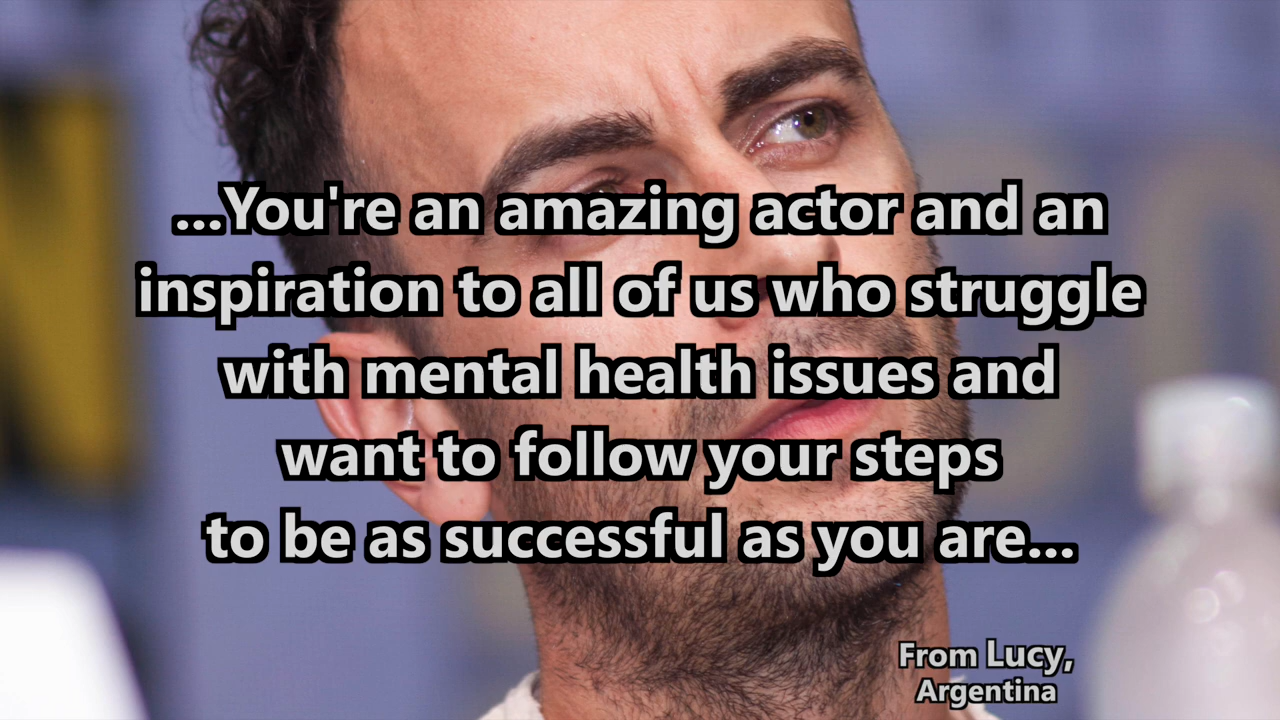 ...You're an amazing actor and an
inspiration to all of us who struggle
with mental health issues and
want to follow your steps
to be as successful as you are...
From Lucy,
Argentina